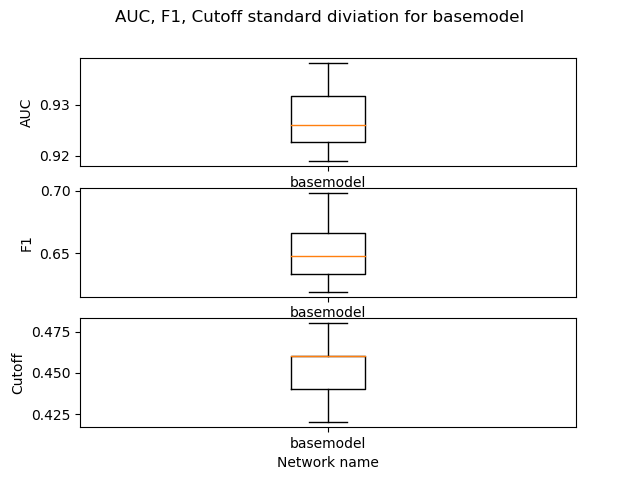 AUC, F1, Cutoff standard diviation for basemodel
AUC
0.93
0.92
basemodel
F1
0.70
0.65
basemodel
Cutoff
0.475
0.450
0.425
basemodel
Network name